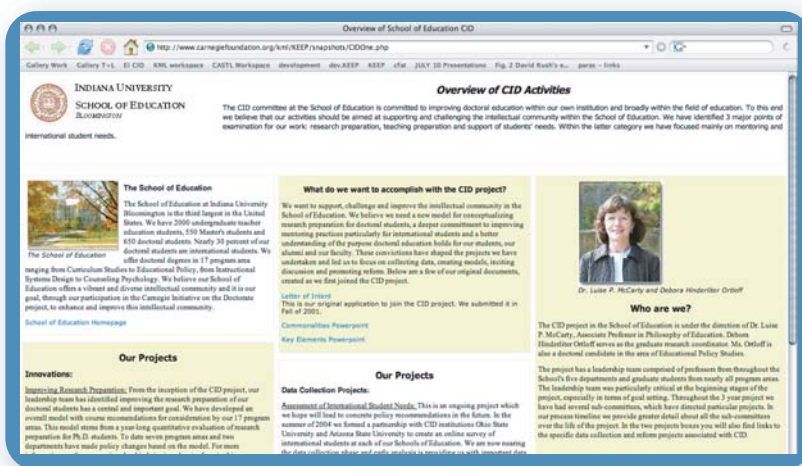 Overview of School of Education CID
http://www.carnegiefoundation.org/kml/KEEP/snapshots/CIDOne.php
Gallery Work Gallery T+L El CID KML workspace CASTL Workspace development dev.KEEP KEEP cfat JULY 10 Presentations Fig. 2 David paras – links
INDIANA UNIVERSITY
SCHOOL OF EDUCATION
BLOOMINGTON
Overview of CID Activities
The CID committee at the School of Education is committed to improving doctoral education within our own institution and broadly within the field of education. To this end
we believe that our activities should be aimed at supporting and challenging the intellectual community within the School of Education. We have identified 3 major points of
examination for our work: research preparation, teaching preparation and support of students' needs. Within the latter category we have focused mainly on mentoring and
international student needs.
The School of Education
The School of Education at Indiana University
Bloomington is the third largest in the United
States. We have 2000 undergraduate teacher
education students, 550 Master's students and
650 doctoral students. Nearly 30 percent of our
doctoral students are international students. We
offer doctoral degrees in 17 program area
The School of Education
ranging from Curriculum Studies to Educational Policy, from Instructional
Systems Design to Counseling Psychology. We believe our School of
Education offers a vibrant and diverse intellectual community and it is our
goal, through our participation in the Carnegie Initiative on the Doctorate
project, to enhance and improve this intellectual community.
School of Education Homepage
Our Projects
Innovations:
Improving Research Preparation: From the inception of the CID project, our
leadership team has identified improving the research preparation of our
doctoral students has a central and important goal. We have developed an
overall model with course recomendations for consideration by our 17 program
areas. This model stems from a year-long quantitative evaluation of research
preparation for Ph.D. students. To date seven program areas and two
departments have made policy changes based on the model. For more
What do we want to accomplish with the CID project?
We want to support, challenge and improve the intellectual community in the
School of Education. We believe we need a new model for conceptualizing
research preparation for doctoral students, a deeper commitment to improving
mentoring practices particularly for international students and a better
understanding of the purpose doctoral education holds for our students, our
alumni and our faculty. These convictions have shaped the projects we have
undertaken and led us to focus on collecting data, creating models, inciting
discussion and promoting reform. Below are a few of our original documents,
created as we first joined the CID project.
Letter of Intent
This is our original application to join the CID project. We submitted it in
Fall of 2001.
Commonalities Powerpoint
Key Elements Powerpoint
Our Projects
Data Collection Projects:
Assessment of International Student Needs: This is an ongoing project which
we hope will lead to concrete policy recommendations in the future. In the
summer of 2004 we formed a partnership with CID institutions Ohio State
University and Arizona State University to create an online survey of
international students at each of our Schools of Education. We are now nearing
the data collection phase and early analysis is providing us with important data
Dr. Luise P. McCarty and Debora Hinderliter Ortloff
Who are we?
The CID project in the School of Education is under the direction of Dr. Luise
P. McCarty, Associate Professor in Philosophy of Education. Debora
Hinderliter Ortloff serves as the graduate research coordinator. Ms. Ortloff is
also a doctoral candidate in the area of Educational Policy Studies.
The project has a leadership team comprised of professors from throughout the
School's five departments and graduate students from nearly all program areas.
The leadership team was particularly critical at the beginning stages of the
project, especially in terms of goal setting. Throughout the 3 year project we
have had several sub-committees, which have directed particular projects. In
our process timeline we provide greater detail about all the sub-committees
over the life of the project. In the two projects boxes you will also find links to
the specific data collection and reform projects associated with CID.